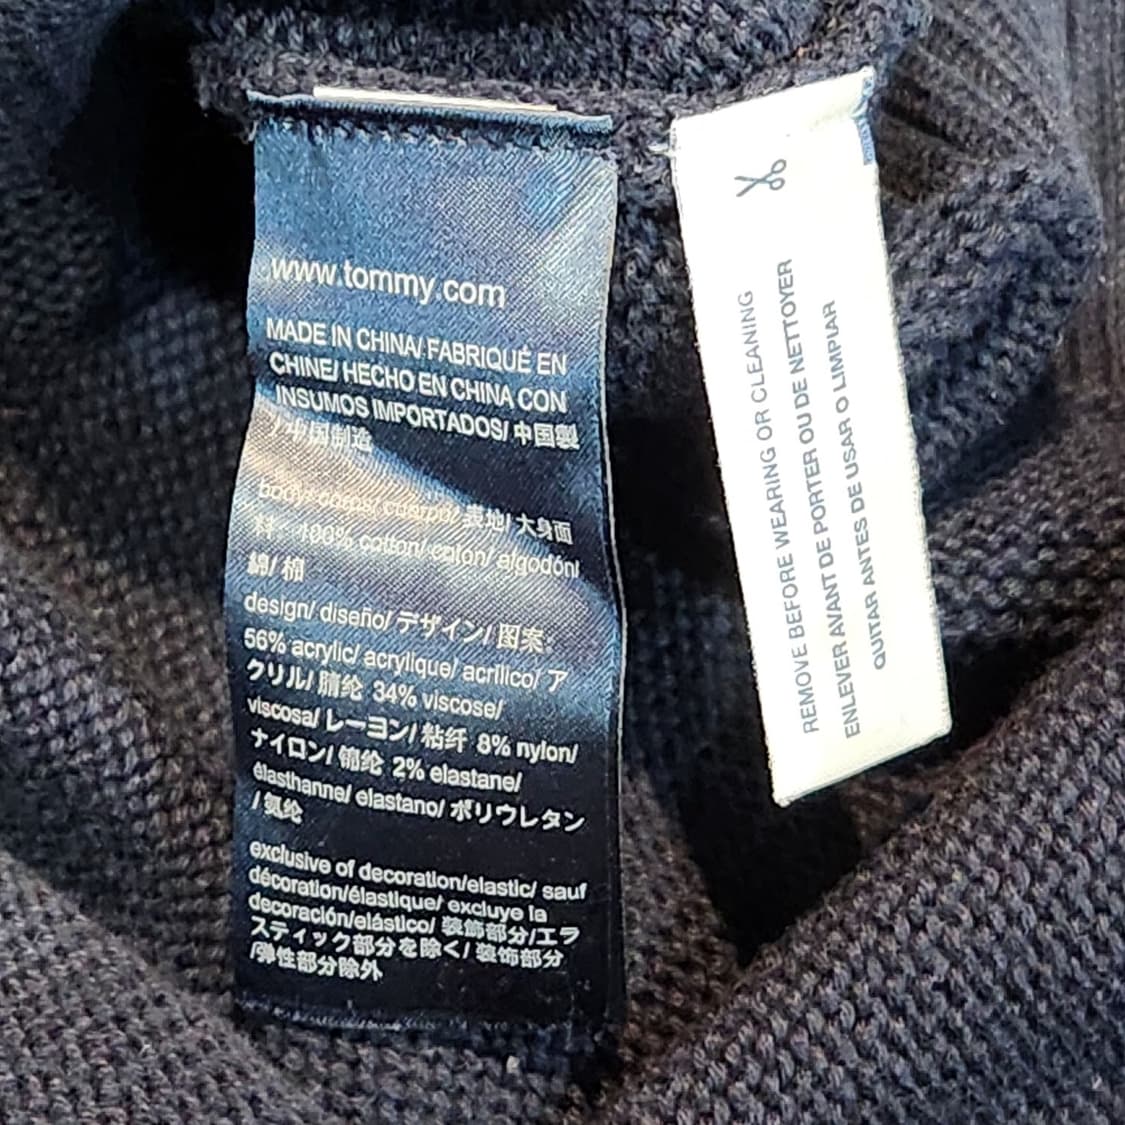 www.tommy.com
MADE IN CHINA/ FABRIQUÉ EN
CHINE/ HECHO EN CHINA CON
INSUMOS IMPORTADOS/ 中国製
/ 中国制造
body/ corps/ cuerpo/ 表地/ 大身面
料: 100% cotton/ coton/ algodón/
綿/ 棉
design/ diseño/ デザイン/ 图案:
56% acrylic/ acrylique/ acrílico/ ア
クリル/ 腈纶 34% viscose/
viscosa/ レーヨン/ 粘纤 8% nylon/
ナイロン/ 锦纶 2% elastane/
élasthanne/ elastano/ ポリウレタン
/ 氨纶
exclusive of decoration/elastic/ sauf
décoration/élastique/ excluye la
decoración/elástico/ 装飾部分/エラ
スティック部分を除く/ 装饰部分
/弹性部分除外
REMOVE BEFORE WEARING OR CLEANING
ENLEVER AVANT DE PORTER OU DE NETTOYER
QUITAR ANTES DE USAR O LIMPIAR